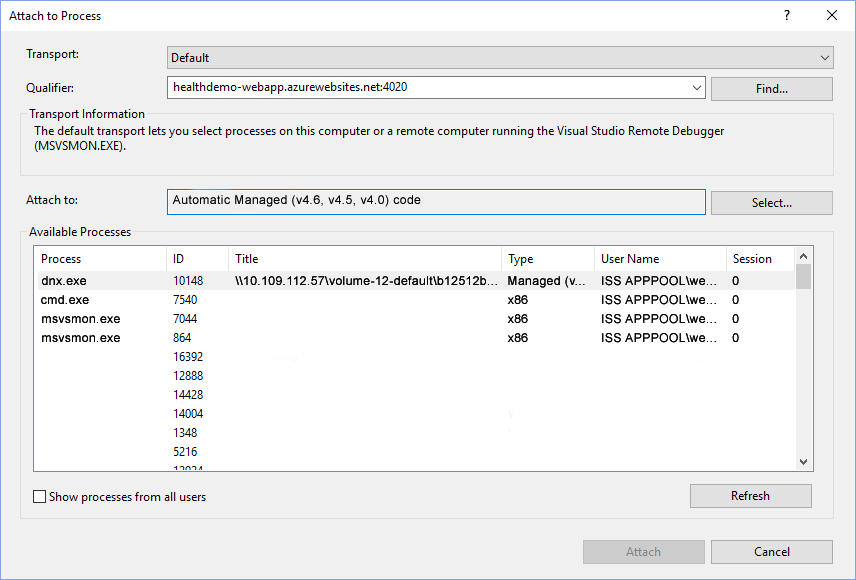 Attach to Process
?
Transport:
Default
Qualifier:
healthdemo-webapp.azurewebsites.net:4020
Find...
Transport Information
The default transport lets you select processes on this computer or a remote computer running the Visual Studio Remote Debugger
(MSVSMON.EXE).
Attach to:
Automatic Managed (v4.6, v4.5, v4.0) code
Select...
Available Processes
Process ID Title Type User Name Session
dnx.exe 10148 \\10.109.112.57\volume-12-default\b12512b... Managed (v... ISS APPPOOL\we... 0
cmd.exe 7540 x86 ISS APPPOOL\we... 0
msvsmon.exe 7044 x86 ISS APPPOOL\we... 0
msvsmon.exe 864 x86 ISS APPPOOL\we... 0
16392
12888
14428
14004
1348
5216
Show processes from all users
Refresh
Attach
Cancel